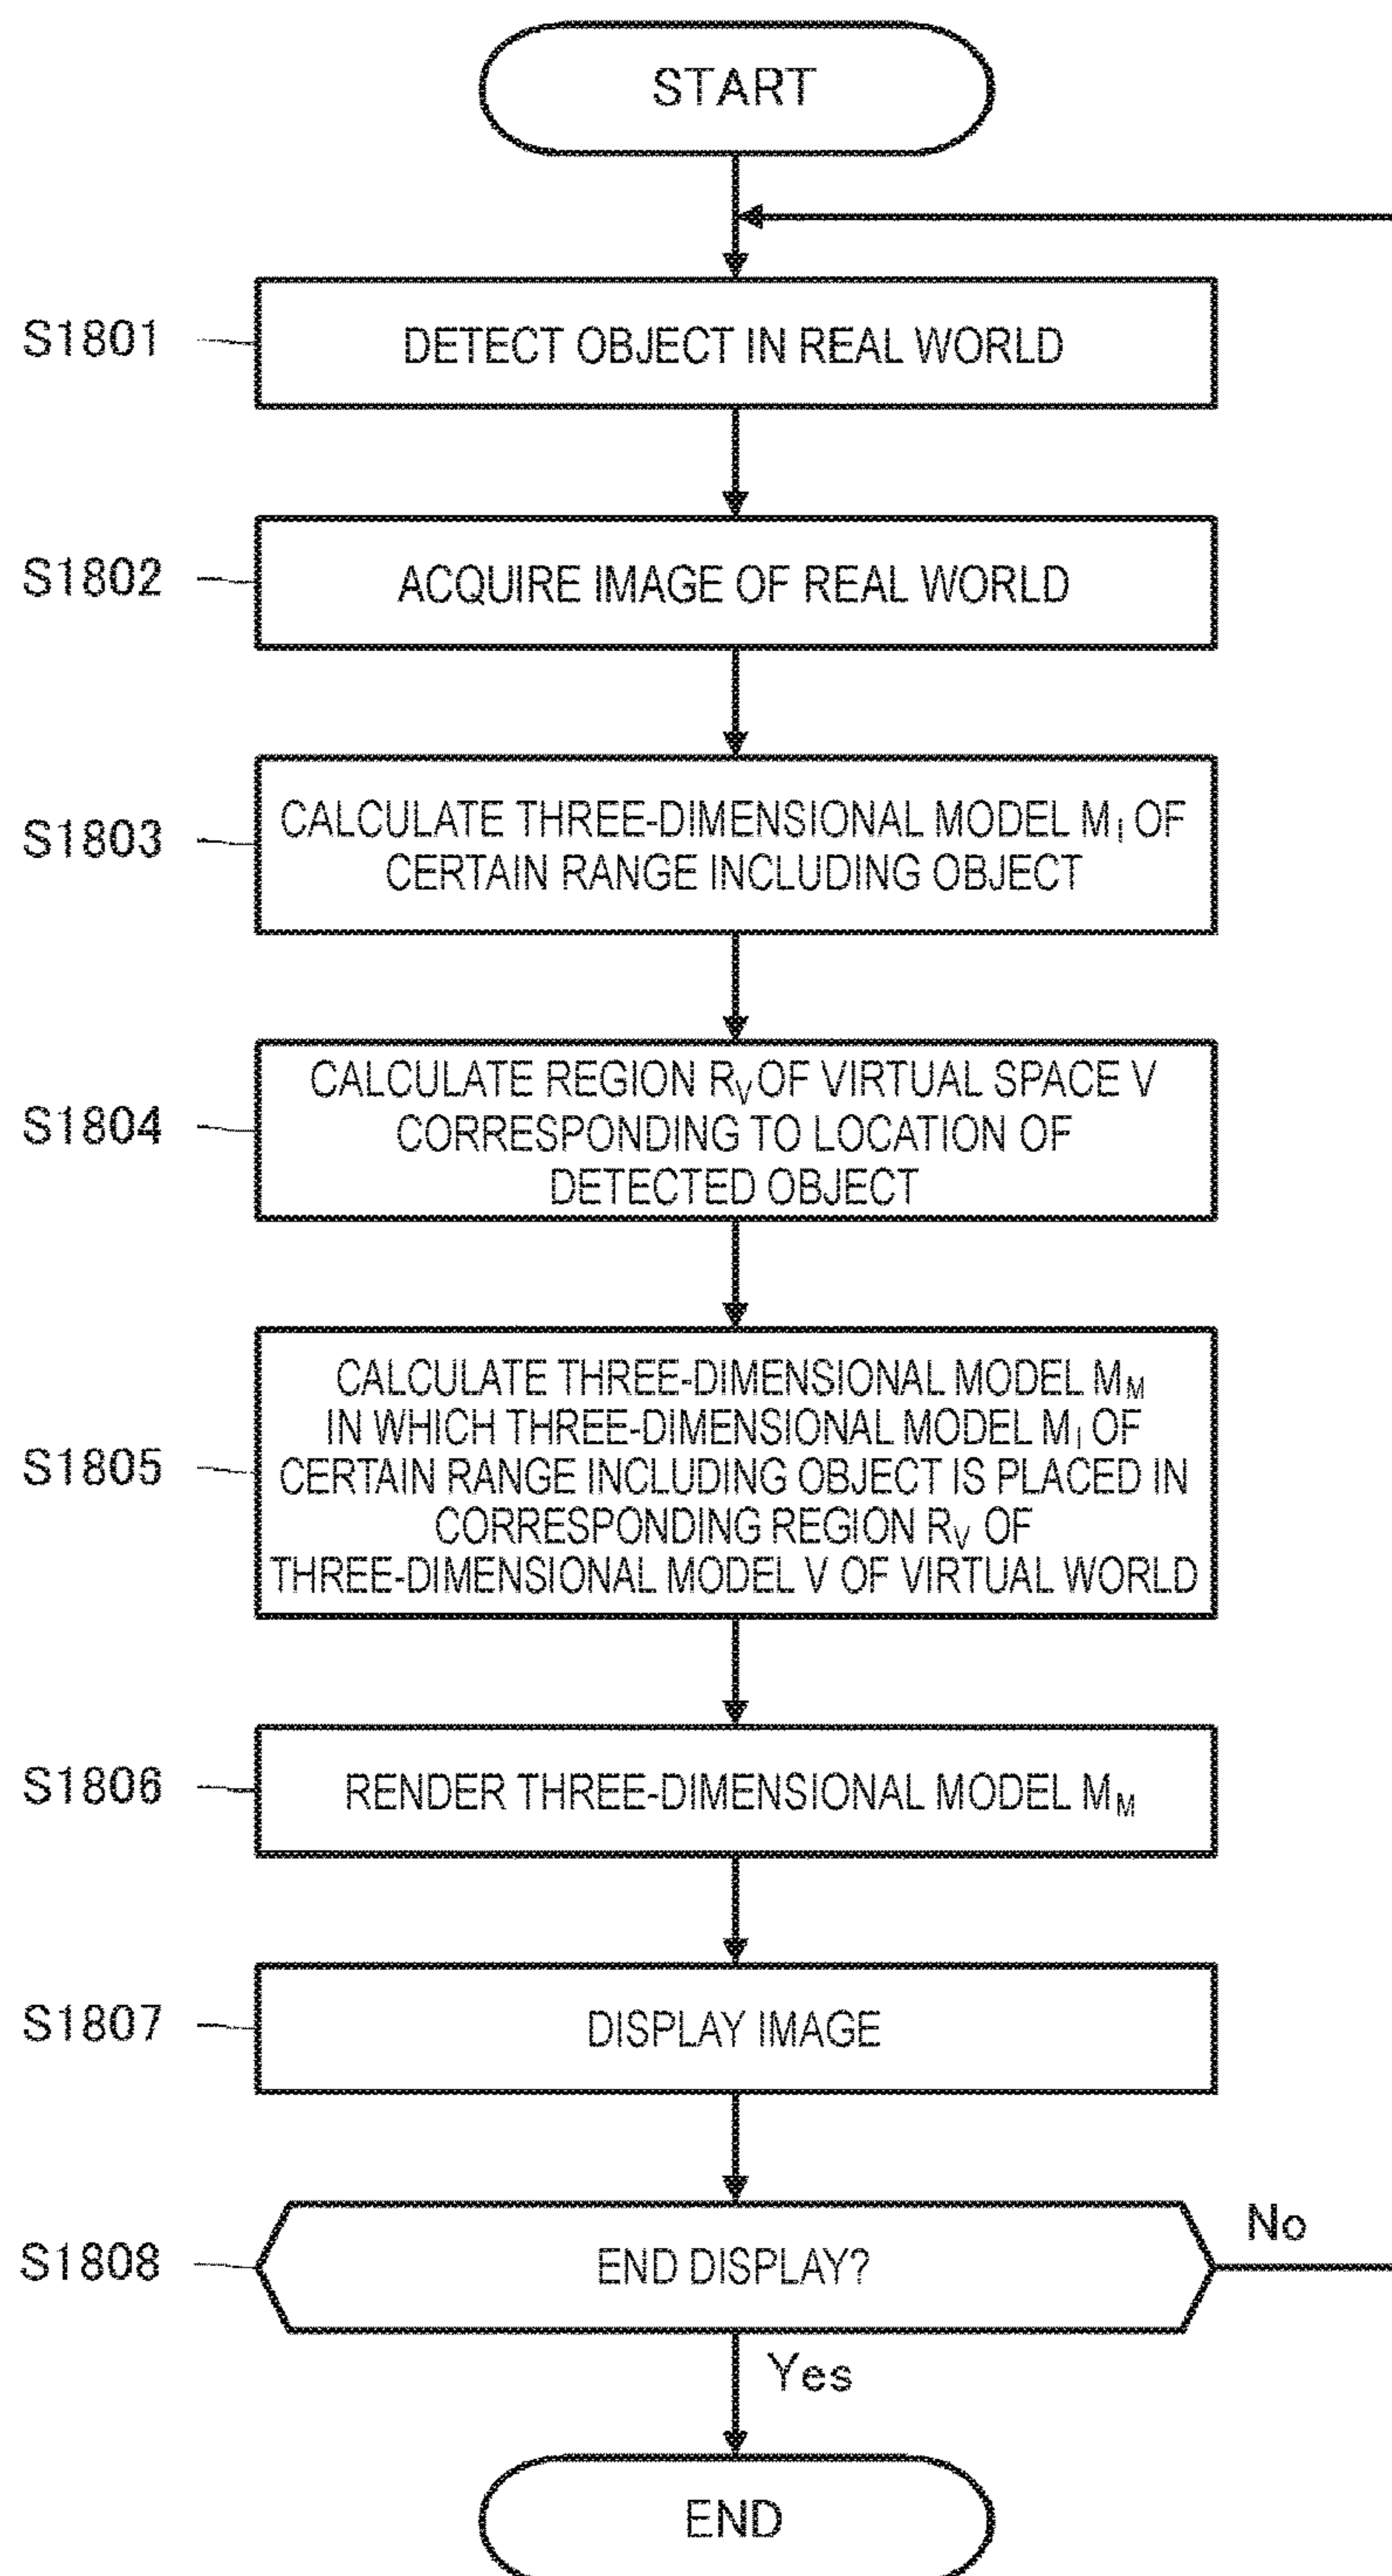 START
S1801
DETECT OBJECT IN REAL WORLD
S1802
ACQUIRE IMAGE OF REAL WORLD
S1803
CALCULATE THREE-DIMENSIONAL MODEL MI OF
CERTAIN RANGE INCLUDING OBJECT
S1804
CALCULATE REGION RV OF VIRTUAL SPACE V
CORRESPONDING TO LOCATION OF
DETECTED OBJECT
S1805
CALCULATE THREE-DIMENSIONAL MODEL MM
IN WHICH THREE-DIMENSIONAL MODEL MI OF
CERTAIN RANGE INCLUDING OBJECT IS PLACED IN
CORRESPONDING REGION RV OF
THREE-DIMENSIONAL MODEL V OF VIRTUAL WORLD
S1806
RENDER THREE-DIMENSIONAL MODEL MM
S1807
DISPLAY IMAGE
S1808
END DISPLAY?
No
Yes
END